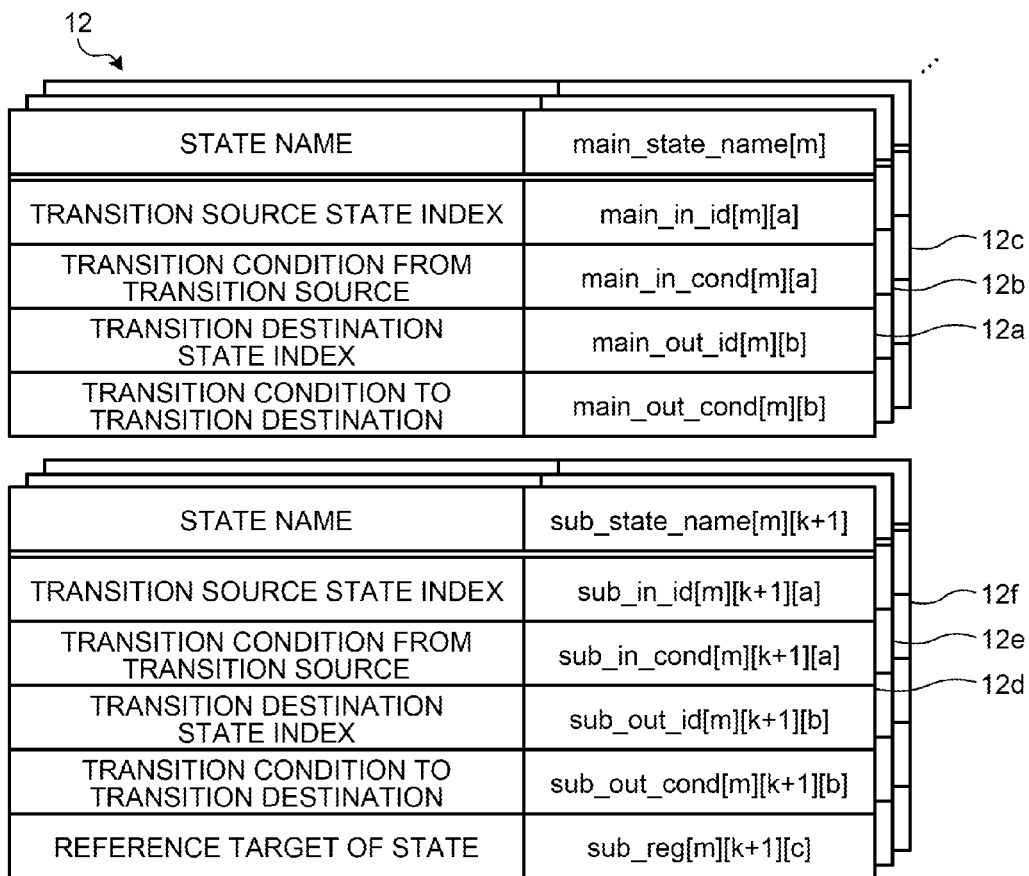 12
...
STATE NAME main_state_name[m]
TRANSITION SOURCE STATE INDEX main_in_id[m][a]
TRANSITION CONDITION FROM
TRANSITION SOURCE main_in_cond[m][a]
TRANSITION DESTINATION
STATE INDEX main_out_id[m][b]
TRANSITION CONDITION TO
TRANSITION DESTINATION main_out_cond[m][b]
12c
12b
12a
STATE NAME sub_state_name[m][k+1]
TRANSITION SOURCE STATE INDEX sub_in_id[m][k+1][a]
TRANSITION CONDITION FROM
TRANSITION SOURCE sub_in_cond[m][k+1][a]
TRANSITION DESTINATION
STATE INDEX sub_out_id[m][k+1][b]
TRANSITION CONDITION TO
TRANSITION DESTINATION sub_out_cond[m][k+1][b]
REFERENCE TARGET OF STATE sub_reg[m][k+1][c]
12f
12e
12d